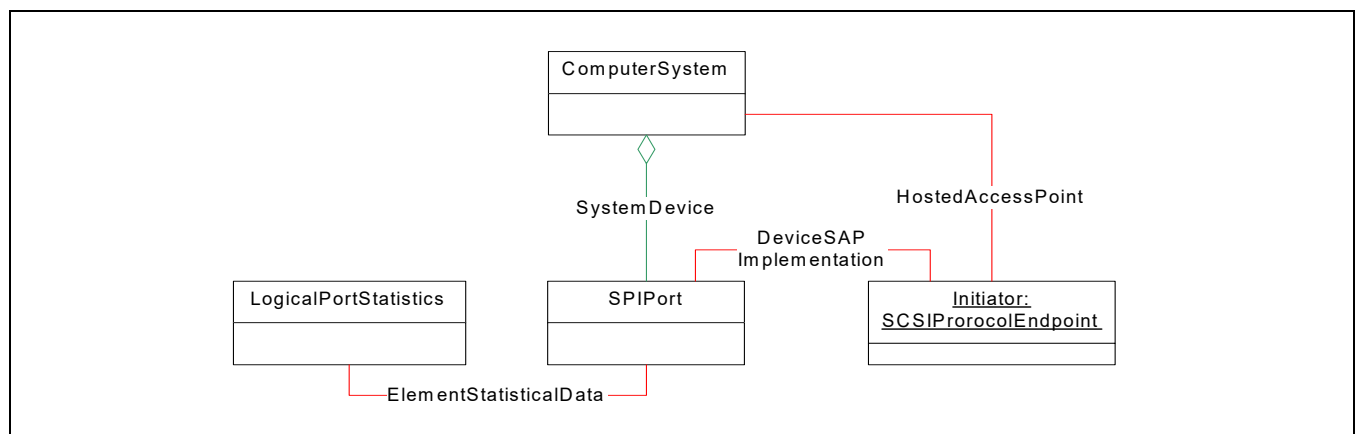 ComputerSystem
HostedAccessPoint
SystemDevice
DeviceSAP
Implementation
LogicalPortStatistics
SPIPort
Initiator:
SCSIProrocolEndpoint
ElementStatisticalData